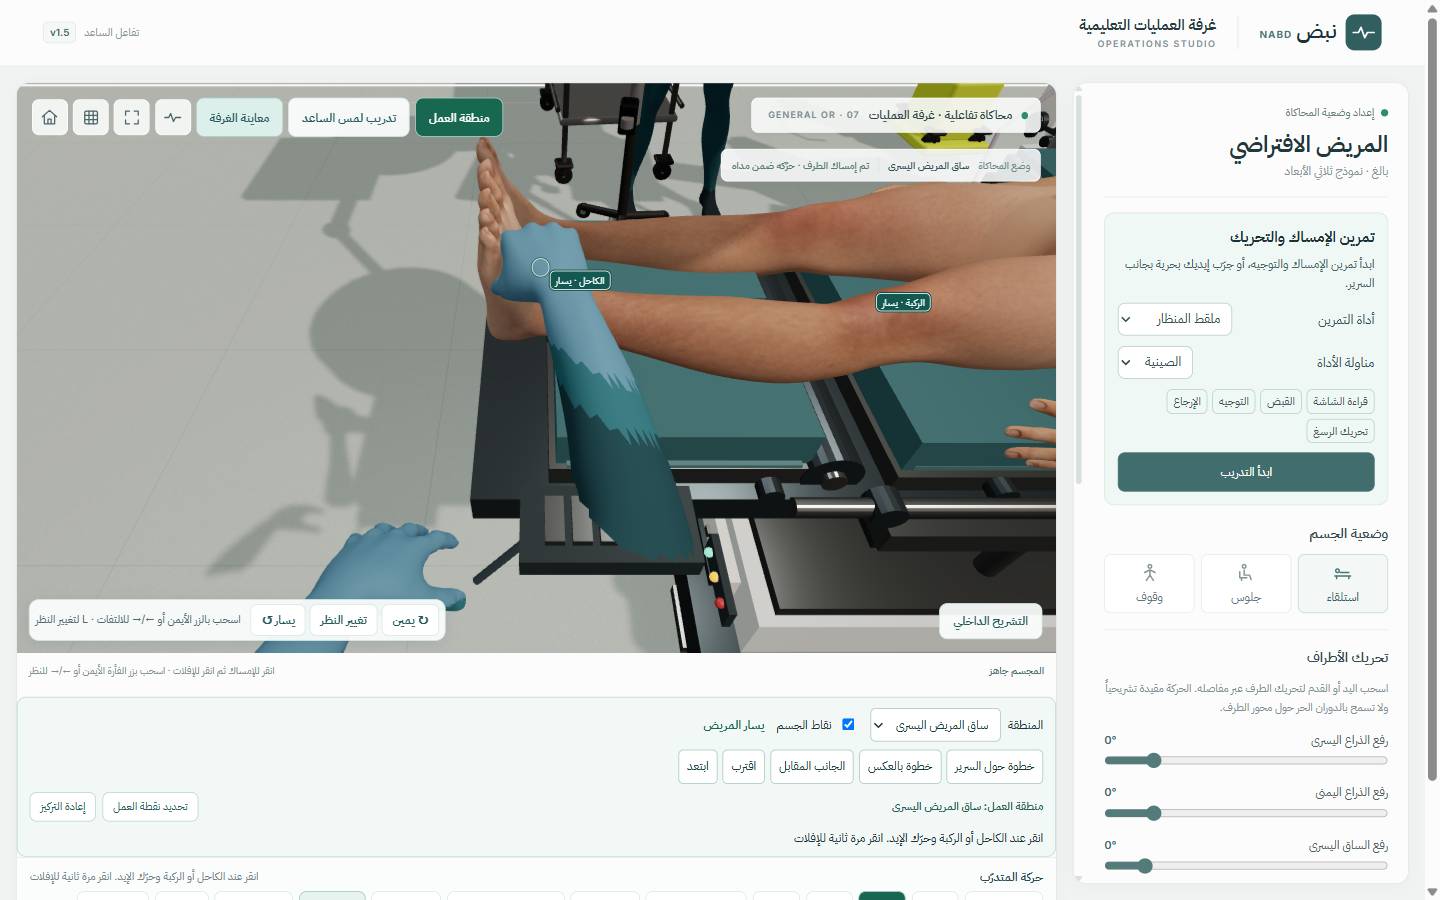 نبض NABD
غرفة العمليات التعليمية
OPERATIONS STUDIO
تفاعل الساعد v1.5
إعداد وضعية المحاكاة
المريض الافتراضي
بالغ · نموذج ثلاثي الأبعاد
تمرين الإمساك والتحريك
ابدأ تمرين الإمساك والتوجيه، أو جرّب إيديك بحرية بجانب
السرير.
أداة التمرين ملقط المنظار
مناولة الأداة الصينية
قراءة الشاشة القبض التوجيه الإرجاع
تحريك الرسغ
ابدأ التدريب
وضعية الجسم
استلقاء جلوس وقوف
تحريك الأطراف
اسحب اليد أو القدم لتحريك الطرف عبر مفاصله. الحركة مقيدة تشريحياً
ولا تسمح بالدوران الحر حول محور الطرف.
رفع الذراع اليسرى 0°
رفع الذراع اليمنى 0°
رفع الساق اليسرى 0°
محاكاة تفاعلية · غرفة العمليات GENERAL OR · 07
وضع المحاكاة ساق المريض اليسرى تم إمساك الطرف · حرّكه ضمن مداه
منطقة العمل تدريب لمس الساعد معاينة الغرفة
الكاحل · يسار
الركبة · يسار
التشريح الداخلي
↻ يمين تغيير النظر يسار ↺ اسحب بالزر الأيمن أو ←/→ للالتفات · L لتغيير النظر
المجسم جاهز
انقر للإمساك ثم انقر للإفلات · اسحب بزر الفأرة الأيمن أو ←/→ للنظر
المنطقة ساق المريض اليسرى نقاط الجسم يسار المريض
خطوة حول السرير خطوة بالعكس الجانب المقابل اقترب ابتعد
منطقة العمل: ساق المريض اليسرى تحديد نقطة العمل إعادة التركيز
انقر عند الكاحل أو الركبة وحرّك الإيد. انقر مرة ثانية للإفلات
حركة المتدرّب
انقر عند الكاحل أو الركبة وحرّك الإيد. انقر مرة ثانية للإفلات